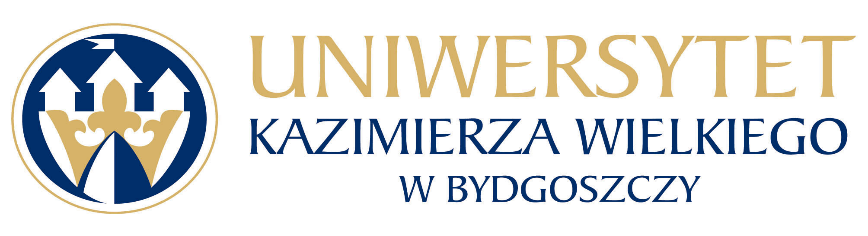 UNIWERSYTET
KAZIMIERZA WIELKIEGO
W BYDGOSZCZY